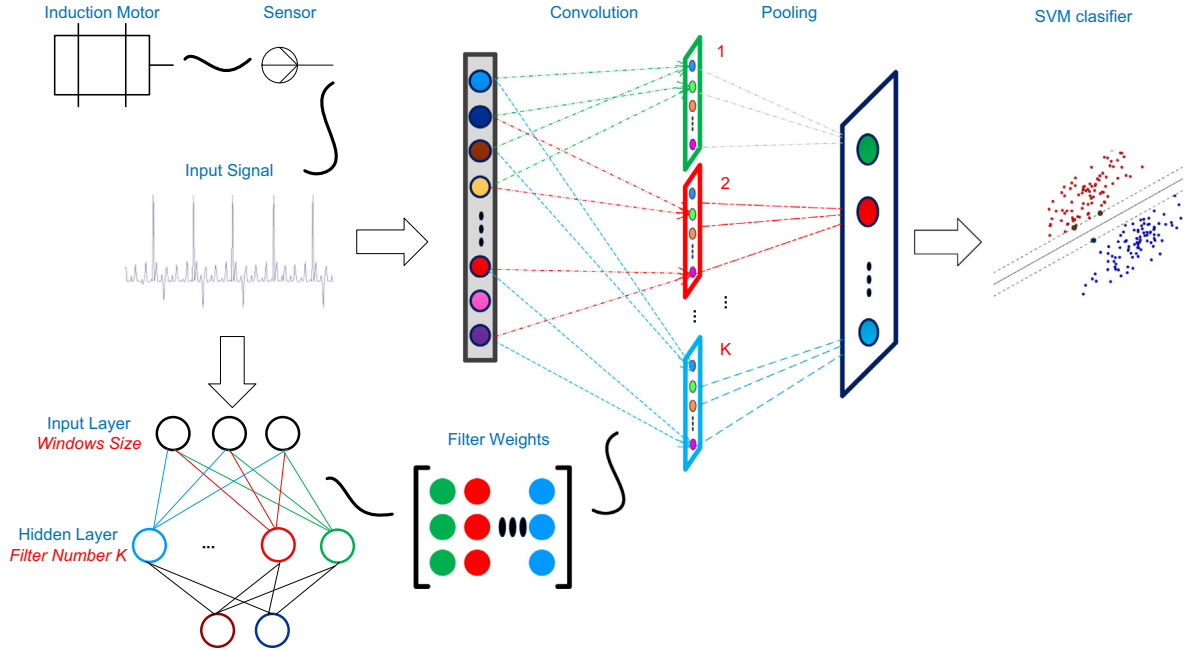 Induction Motor
Sensor
Convolution
Pooling
SVM clasifier
1
Input Signal
2
...
...
K
Input Layer
Windows Size
Filter Weights
Hidden Layer
Filter Number K
...